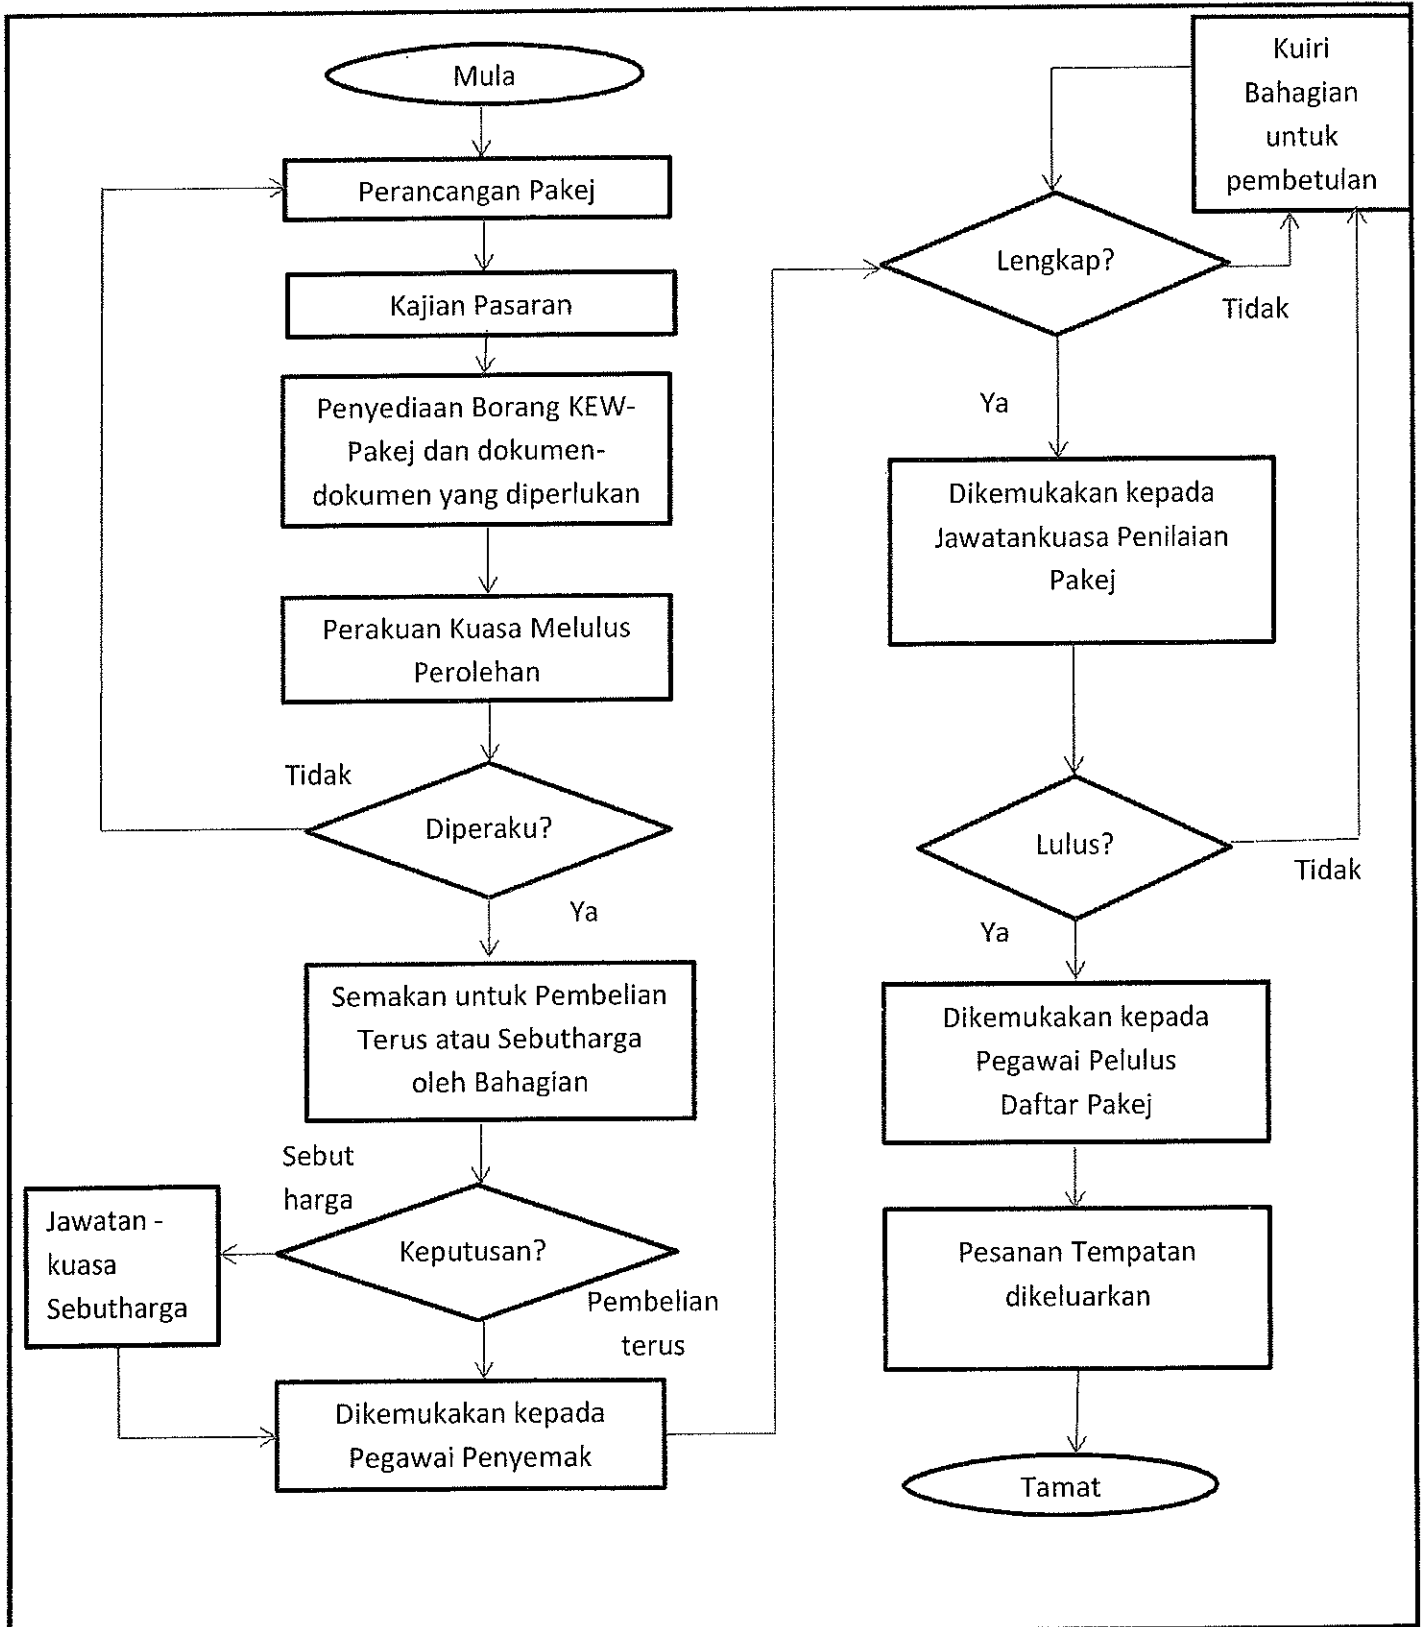 Mula
Perancangan Pakej
Kajian Pasaran
Penyediaan Borang KEW-
Pakej dan dokumen-
dokumen yang diperlukan
Perakuan Kuasa Melulus
Perolehan
Tidak
Diperaku?
Ya
Semakan untuk Pembelian
Terus atau Sebutharga
oleh Bahagian
Sebut
harga
Jawatan -
kuasa
Sebutharga
Keputusan?
Pembelian
terus
Dikemukakan kepada
Pegawai Penyemak
Kuiri
Bahagian
untuk
pembetulan
Lengkap?
Tidak
Ya
Dikemukakan kepada
Jawatankuasa Penilaian
Pakej
Lulus?
Tidak
Ya
Dikemukakan kepada
Pegawai Pelulus
Daftar Pakej
Pesanan Tempatan
dikeluarkan
Tamat